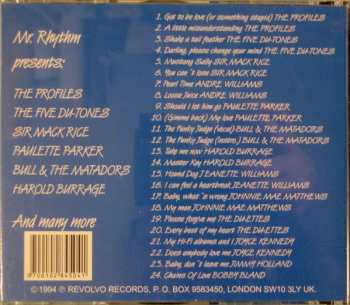 Mr Rhythm
presents:
THE PROFILES
THE FIVE DU-TONES
SIR MACK RICE
PAULETTE PARKER
BULL & THE MATADORS
HAROLD BURRAGE
And many more
1. Got to be love (or something stupid) THE PROFILES
2. A little misunderstanding THE PROFILES
3. Shake a tail feather THE FIVE DU-TONES
4. Darling, please change your mind THE FIVE DU-TONES
5. Mustang Sally SIR MACK RICE
6. You can't lose SIR MACK RICE
7. Pearl Time ANDRE WILLIAMS
8. Loose Juice ANDRE WILLIAMS
9. Should I let him go PAULETTE PARKER
10. (Gimme back) My love PAULETTE PARKER
11. The Funky Judge (vocal) BULL & THE MATADORS
12. The Funky Judge (instru.) BULL & THE MATADORS
13. Take me now HAROLD BURRAGE
14. Master Key HAROLD BURRAGE
15. Hound Dog JEANETTE WILLIAMS
16. I can feel a heartbreak JEANETTE WILLIAMS
17. Baby, what's wrong JOHNNIE MAE MATTHEWS
18. My man JOHNNIE MAE MATTHEWS
19. Please forgive me THE DU-ETTES
20. Every beat of my heart THE DU-ETTES
21. My Hi-Fi albums and I JOYCE KENNEDY
22. Does anybody love me JOYCE KENNEDY
23. Baby, don't leave me JIMMY HOLLAND
24. Chains Of Love BOBBY BLAND
©1994 ℗ REVOLVO RECORDS, P. O. BOX 9583450, LONDON SW10 3LY UK.